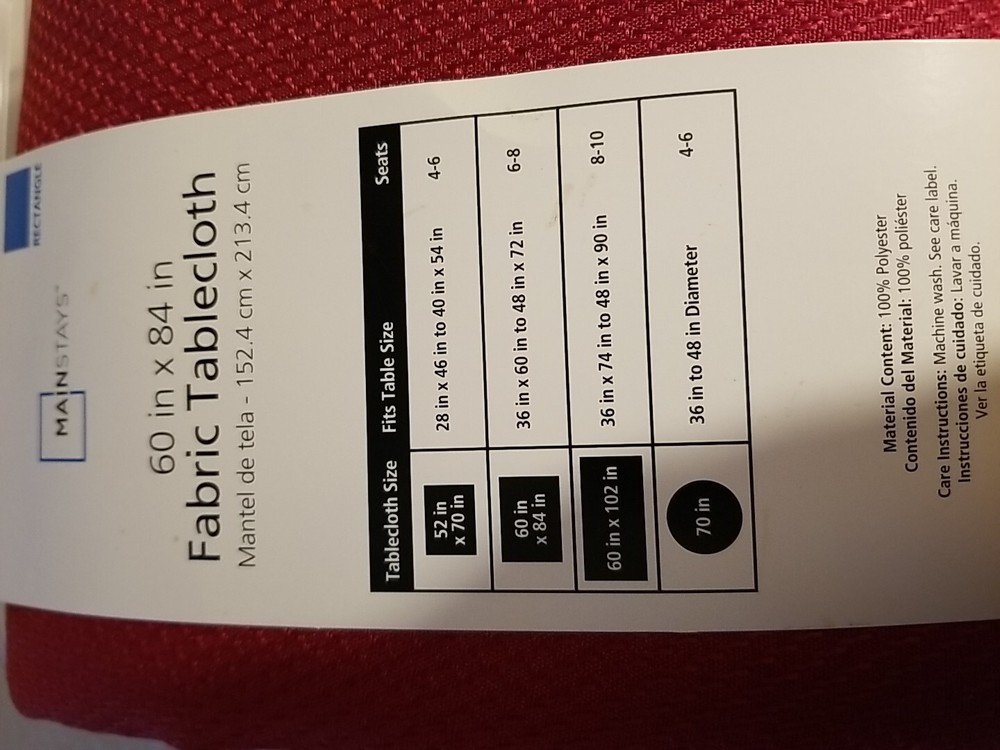 RECTANGLE
MAINSTAYS™
60 in x 84 in
Fabric Tablecloth
Mantel de tela - 152.4 cm x 213.4 cm
Tablecloth Size Fits Table Size Seats
52 in
x 70 in
28 in x 46 in to 40 in x 54 in 4-6
60 in
x 84 in
36 in x 60 in to 48 in x 72 in 6-8
60 in x 102 in 36 in x 74 in to 48 in x 90 in 8-10
70 in 36 in to 48 in Diameter 4-6
Material Content: 100% Polyester
Contenido del Material: 100% poliéster
Care Instructions: Machine wash. See care label.
Instrucciones de cuidado: Lavar a máquina.
Ver la etiqueta de cuidado.